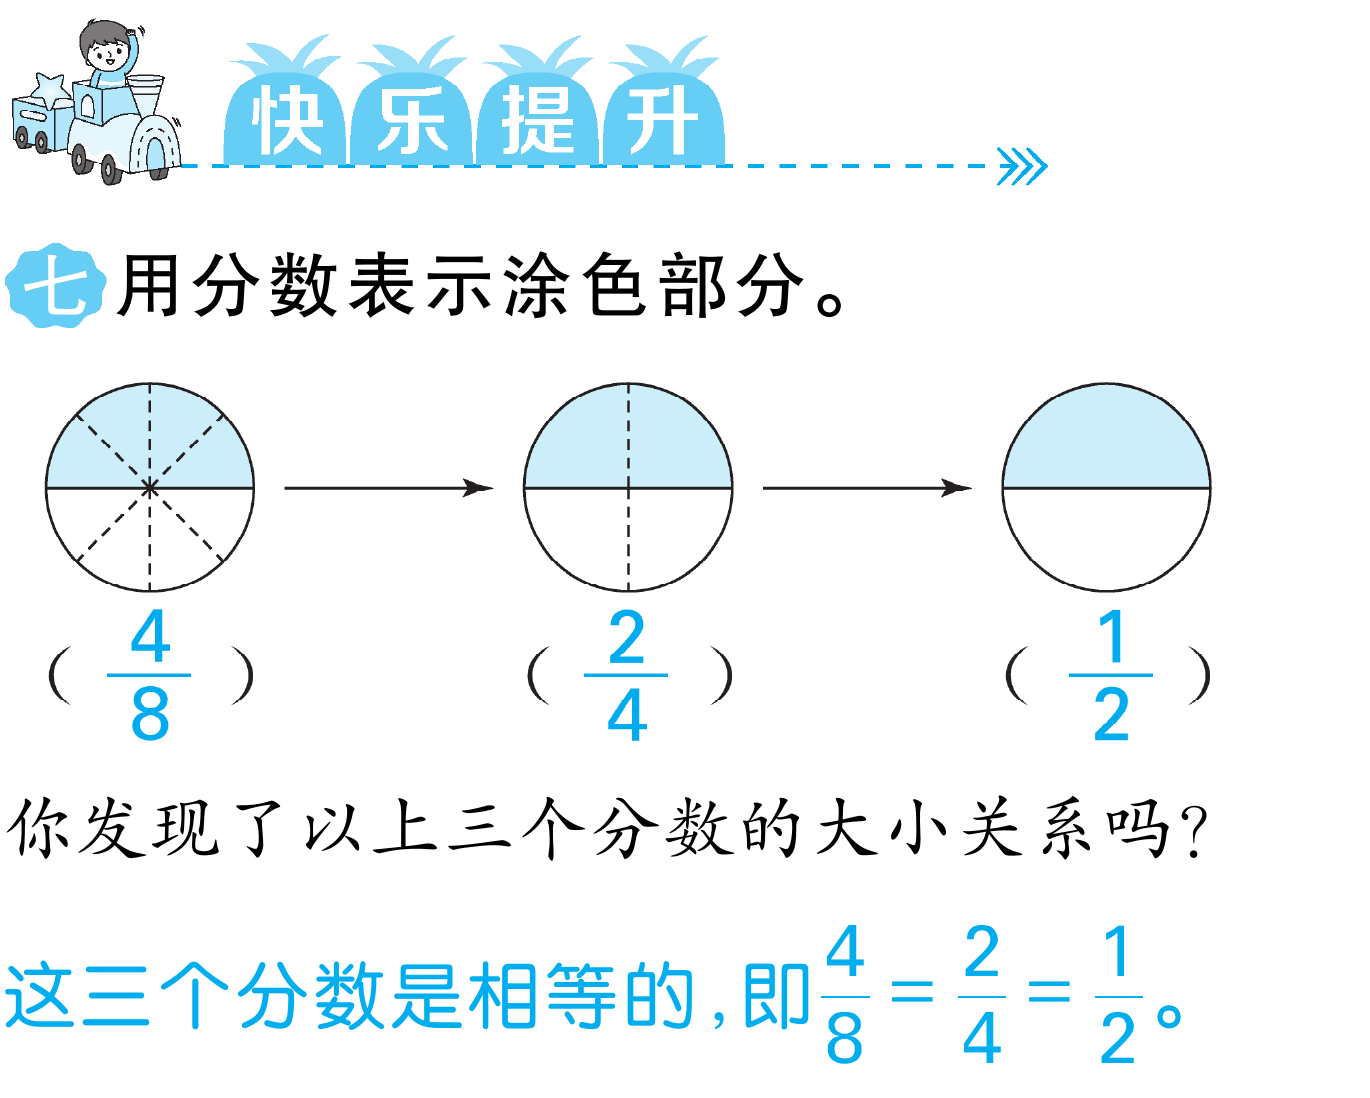 快乐提升
七 用分数表示涂色部分。
( 4/8 ) ( 2/4 ) ( 1/2 )
你发现了以上三个分数的大小关系吗?
这三个分数是相等的,即4/8=2/4=1/2。